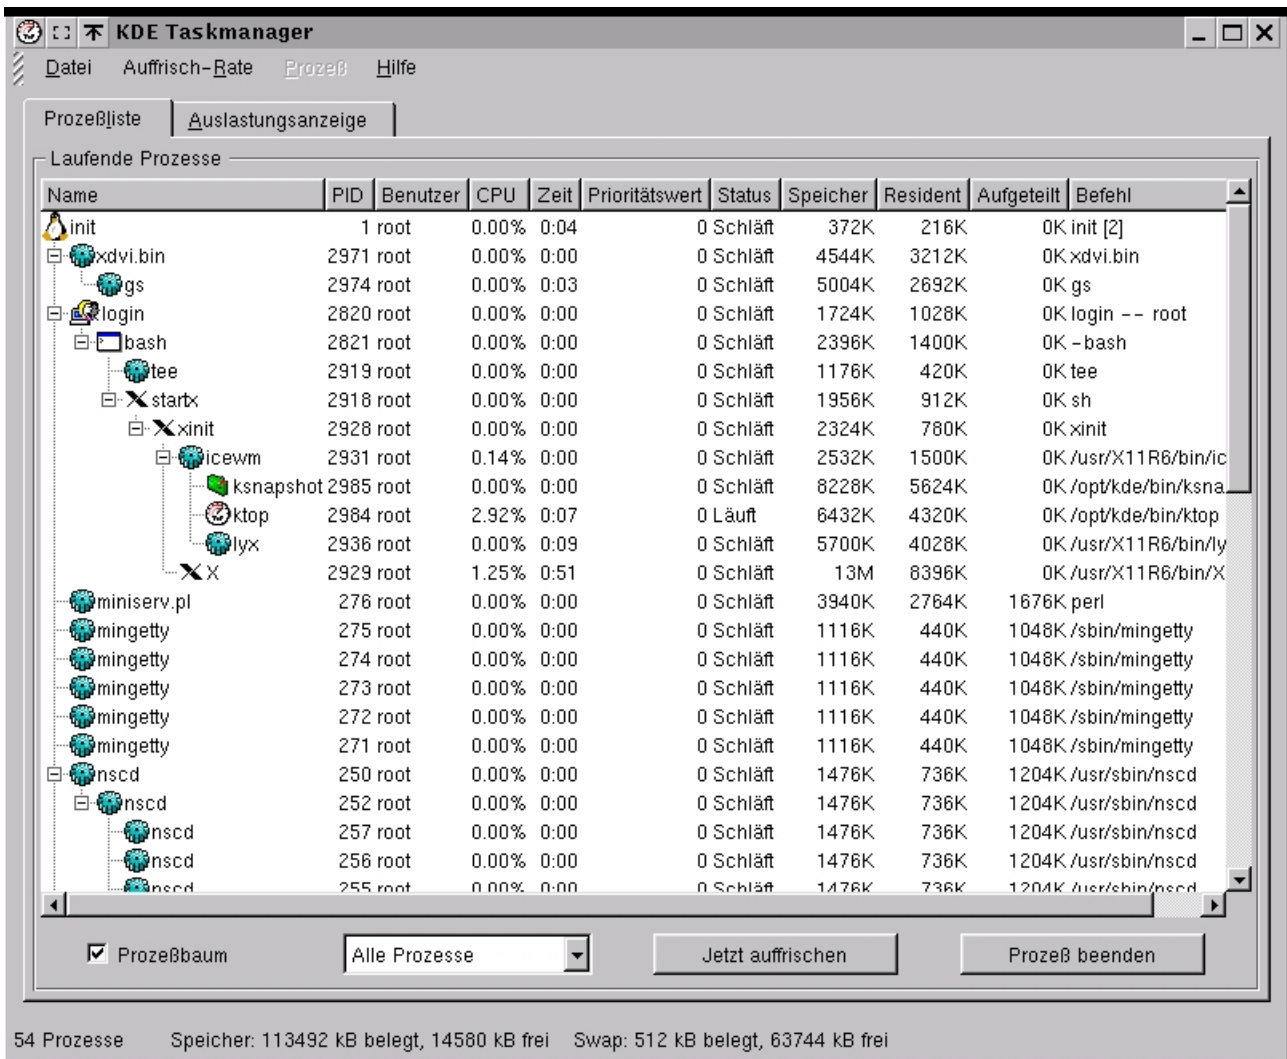 KDE Taskmanager
Datei Auffrisch-Rate Prozeß Hilfe
Prozeßliste Auslastungsanzeige
Laufende Prozesse
Name PID Benutzer CPU Zeit Prioritätswert Status Speicher Resident Aufgeteilt Befehl
init 1 root 0.00% 0:04 0 Schläft 372K 216K 0K init [2]
xdvi.bin 2971 root 0.00% 0:00 0 Schläft 4544K 3212K 0K xdvi.bin
gs 2974 root 0.00% 0:03 0 Schläft 5004K 2692K 0K gs
login 2820 root 0.00% 0:00 0 Schläft 1724K 1028K 0K login -- root
bash 2821 root 0.00% 0:00 0 Schläft 2396K 1400K 0K -bash
tee 2919 root 0.00% 0:00 0 Schläft 1176K 420K 0K tee
startx 2918 root 0.00% 0:00 0 Schläft 1956K 912K 0K sh
xinit 2928 root 0.00% 0:00 0 Schläft 2324K 780K 0K xinit
icewm 2931 root 0.14% 0:00 0 Schläft 2532K 1500K 0K /usr/X11R6/bin/ic
ksnapshot 2985 root 0.00% 0:00 0 Schläft 8228K 5624K 0K /opt/kde/bin/ksna
ktop 2984 root 2.92% 0:07 0 Läuft 6432K 4320K 0K /opt/kde/bin/ktop
lyx 2936 root 0.00% 0:09 0 Schläft 5700K 4028K 0K /usr/X11R6/bin/ly
X 2929 root 1.25% 0:51 0 Schläft 13M 8396K 0K /usr/X11R6/bin/X
miniserv.pl 276 root 0.00% 0:00 0 Schläft 3940K 2764K 1676K perl
mingetty 275 root 0.00% 0:00 0 Schläft 1116K 440K 1048K /sbin/mingetty
mingetty 274 root 0.00% 0:00 0 Schläft 1116K 440K 1048K /sbin/mingetty
mingetty 273 root 0.00% 0:00 0 Schläft 1116K 440K 1048K /sbin/mingetty
mingetty 272 root 0.00% 0:00 0 Schläft 1116K 440K 1048K /sbin/mingetty
mingetty 271 root 0.00% 0:00 0 Schläft 1116K 440K 1048K /sbin/mingetty
nscd 250 root 0.00% 0:00 0 Schläft 1476K 736K 1204K /usr/sbin/nscd
nscd 252 root 0.00% 0:00 0 Schläft 1476K 736K 1204K /usr/sbin/nscd
nscd 257 root 0.00% 0:00 0 Schläft 1476K 736K 1204K /usr/sbin/nscd
nscd 256 root 0.00% 0:00 0 Schläft 1476K 736K 1204K /usr/sbin/nscd
nscd 255 root 0.00% 0:00 0 Schläft 1476K 736K 1204K /usr/sbin/nscd
Prozeßbaum Alle Prozesse Jetzt auffrischen Prozeß beenden
54 Prozesse Speicher: 113492 kB belegt, 14580 kB frei Swap: 512 kB belegt, 63744 kB frei